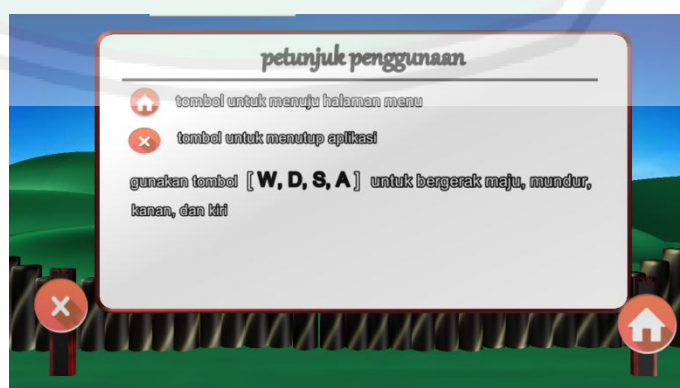 petunjuk penggunaan
tombol untuk menuju halaman menu
tombol untuk menutup aplikasi
gunakan tombol [ W, D, S, A ] untuk bergerak maju, mundur,
kanan, dan kiri